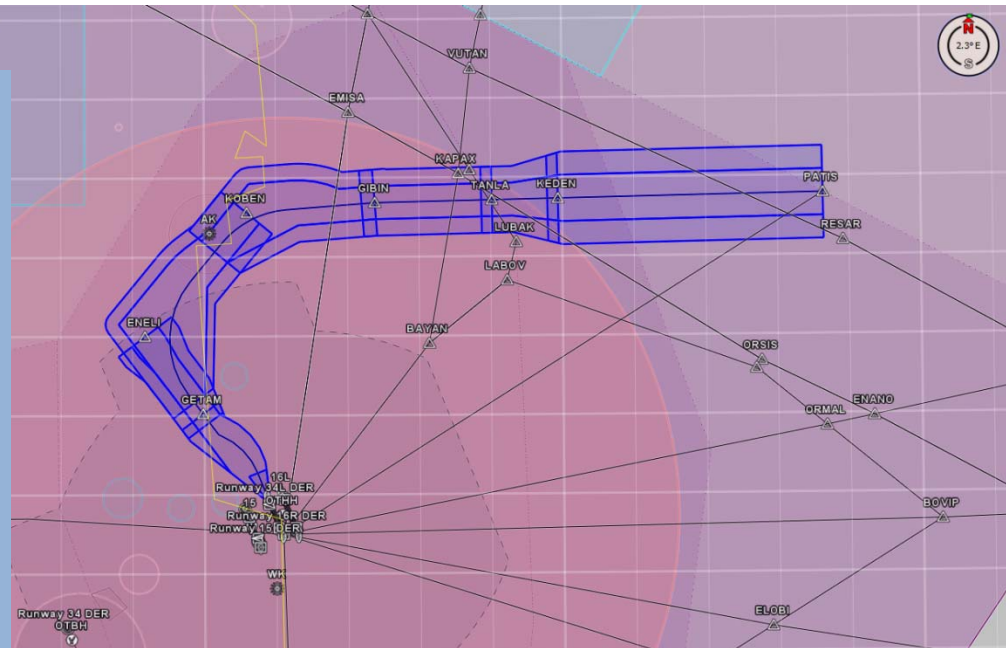 N
2.3° E
S
VUTAN
EMISA
KAPAX
PATIS
GIBIN
TANLA
KEDEN
KOBEN
AK
RESAR
LUBAK
LABOV
ENELI
BAYAN
ORSIS
ENANO
GETAM
ORMAL
16L
Runway 34L DER
OTHH
15
Runway 16R DER
BOVIP
Runway 15 DER
WK
ELOBI
Runway 34 DER
OTBH